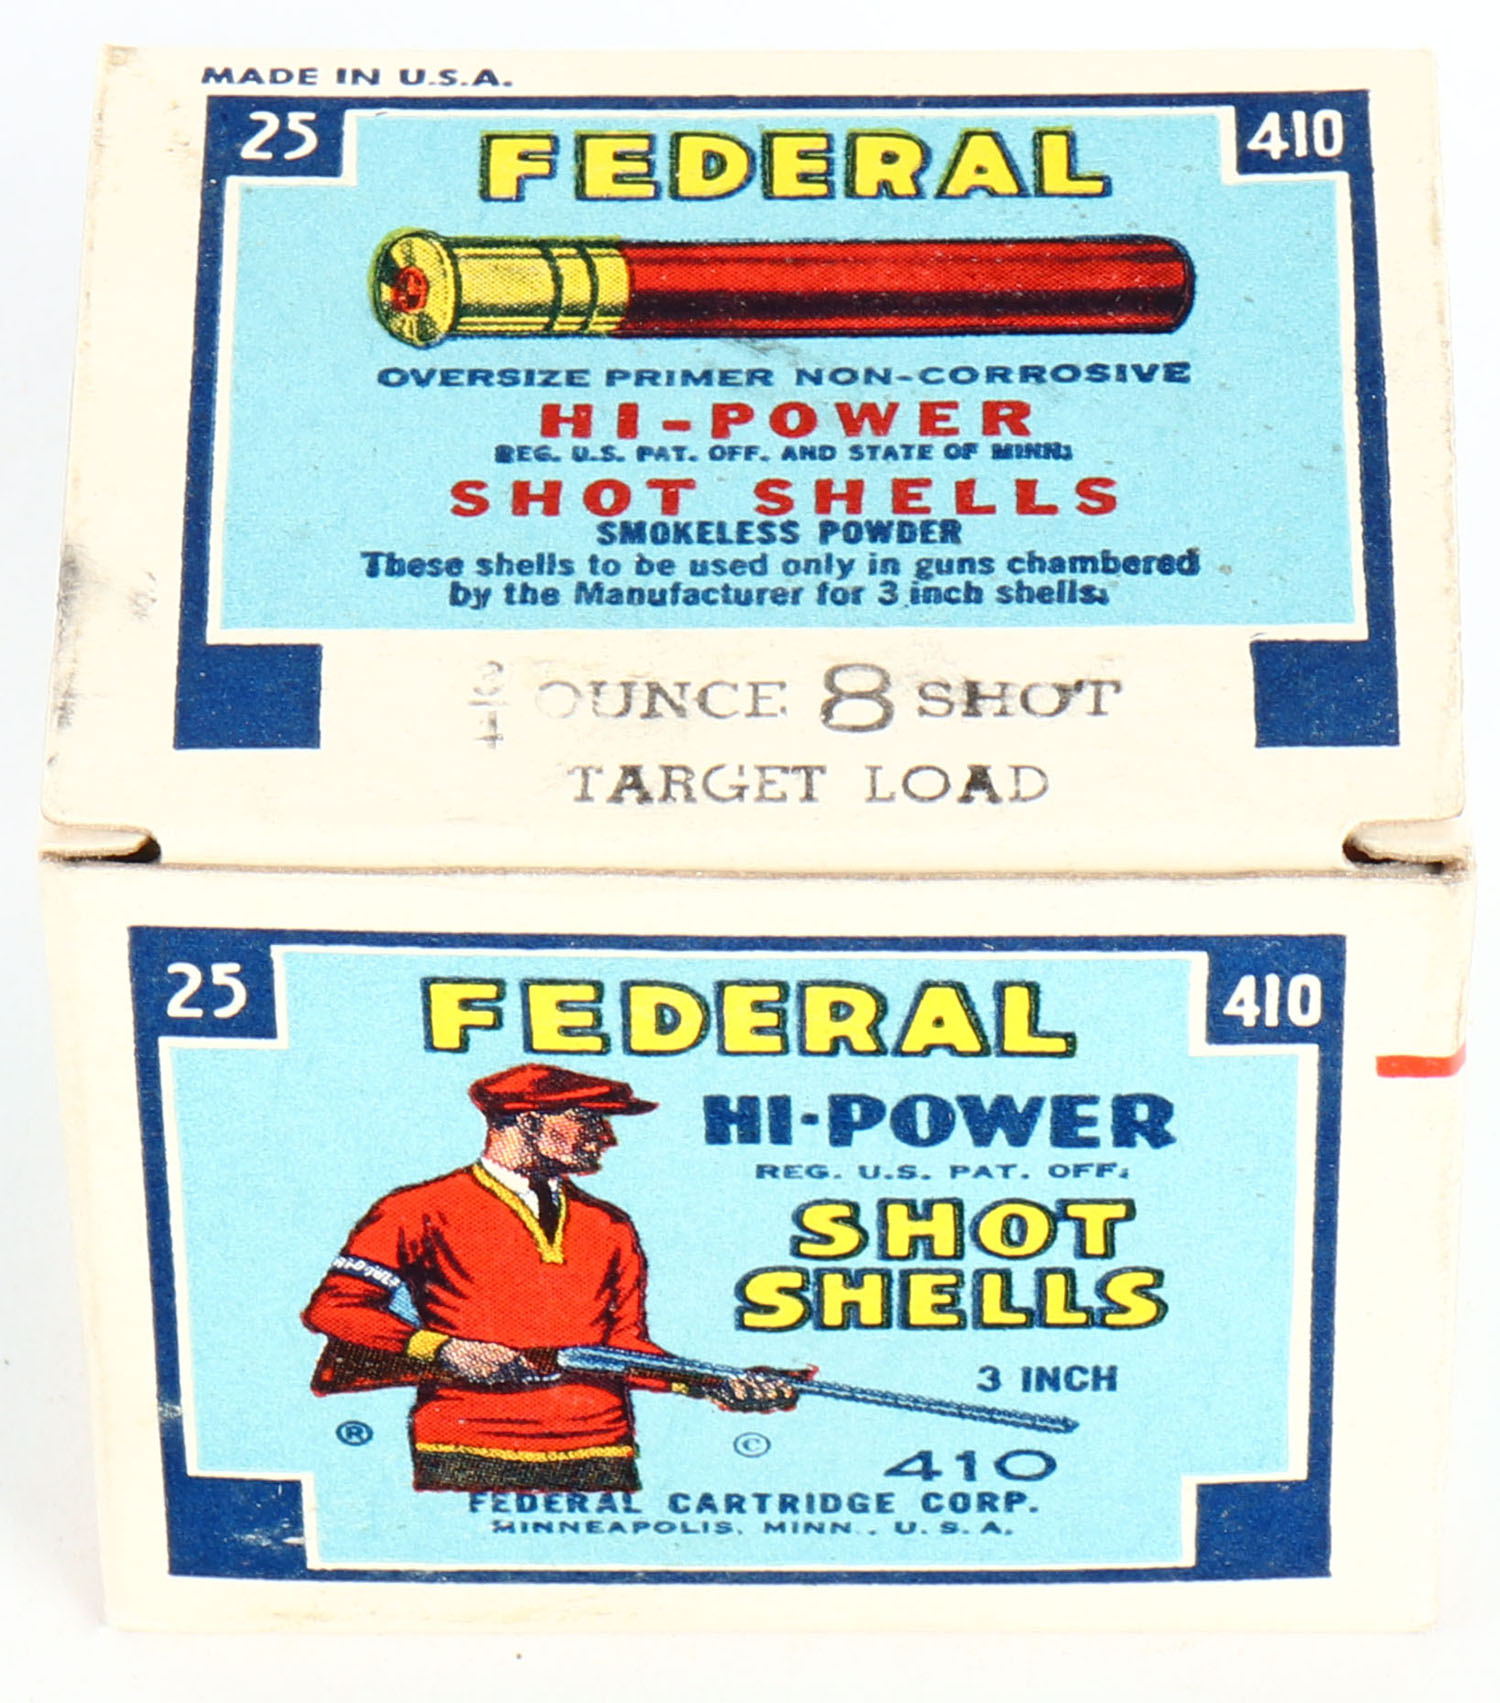 MADE IN U.S.A.
25 FEDERAL 410
OVERSIZE PRIMER NON-CORROSIVE
HI-POWER
REG. U.S. PAT. OFF. AND STATE OF MINN.
SHOT SHELLS
SMOKELESS POWDER
These shells to be used only in guns chambered
by the Manufacturer for 3 inch shells.
3/4 OUNCE 8 SHOT
TARGET LOAD
25 FEDERAL 410
HI-POWER
REG. U.S. PAT. OFF.
SHOT
SHELLS
3 INCH
® ©
410
FEDERAL CARTRIDGE CORP.
MINNEAPOLIS, MINN., U.S.A.